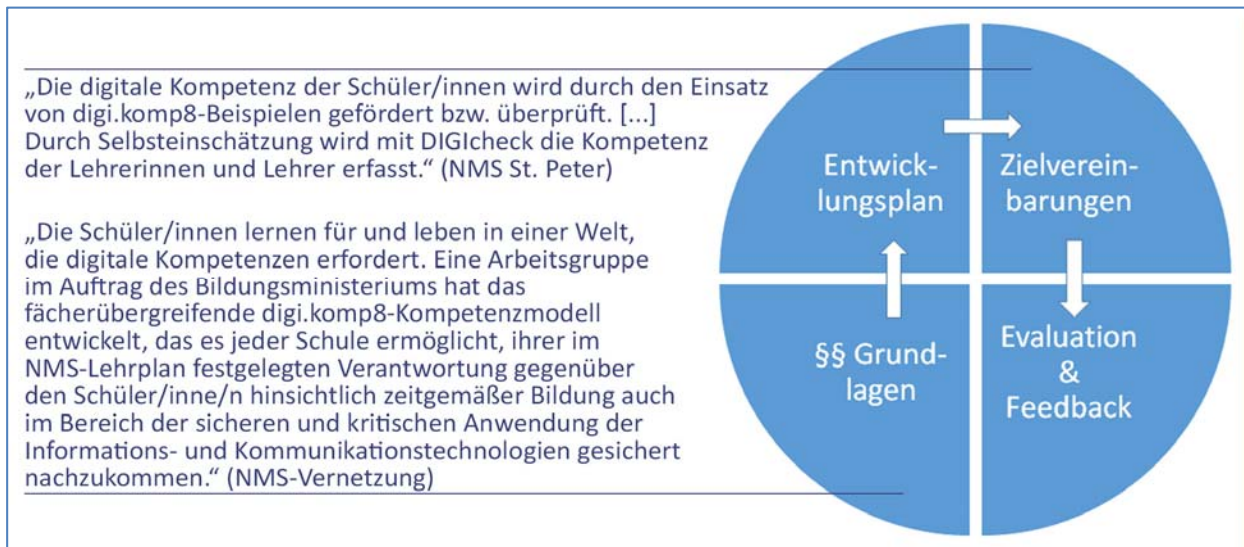 „Die digitale Kompetenz der Schüler/innen wird durch den Einsatz
von digi.komp8-Beispielen gefördert bzw. überprüft. [...]
Durch Selbsteinschätzung wird mit DIGIcheck die Kompetenz
der Lehrerinnen und Lehrer erfasst.“ (NMS St. Peter)
„Die Schüler/innen lernen für und leben in einer Welt,
die digitale Kompetenzen erfordert. Eine Arbeitsgruppe
im Auftrag des Bildungsministeriums hat das
fächerübergreifende digi.komp8-Kompetenzmodell
entwickelt, das es jeder Schule ermöglicht, ihrer im
NMS-Lehrplan festgelegten Verantwortung gegenüber
den Schüler/inne/n hinsichtlich zeitgemäßer Bildung auch
im Bereich der sicheren und kritischen Anwendung der
Informations- und Kommunikationstechnologien gesichert
nachzukommen.“ (NMS-Vernetzung)
Entwick-
lungsplan
Zielverein-
barungen
§§ Grund-
lagen
Evaluation
&
Feedback